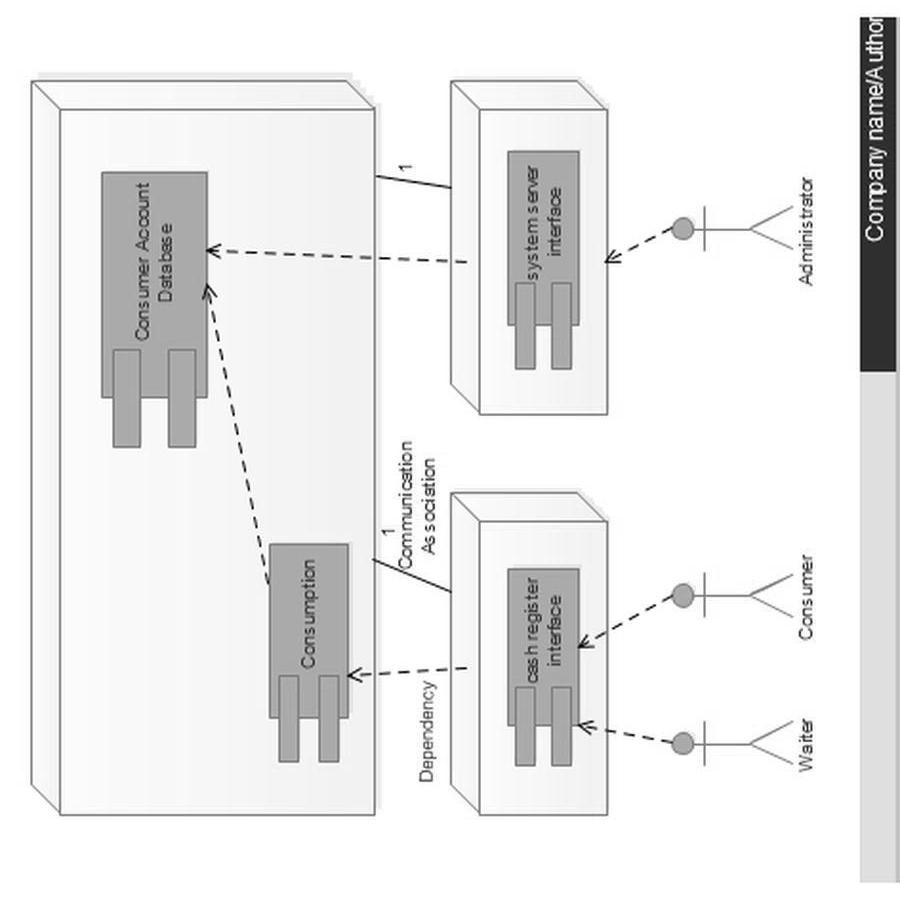 Consumer Account
Database
Consumption
1
Communication
Association
Dependency
1
cash register
interface
system server
interface
Waiter
Consumer
Administrator
Company name/Author